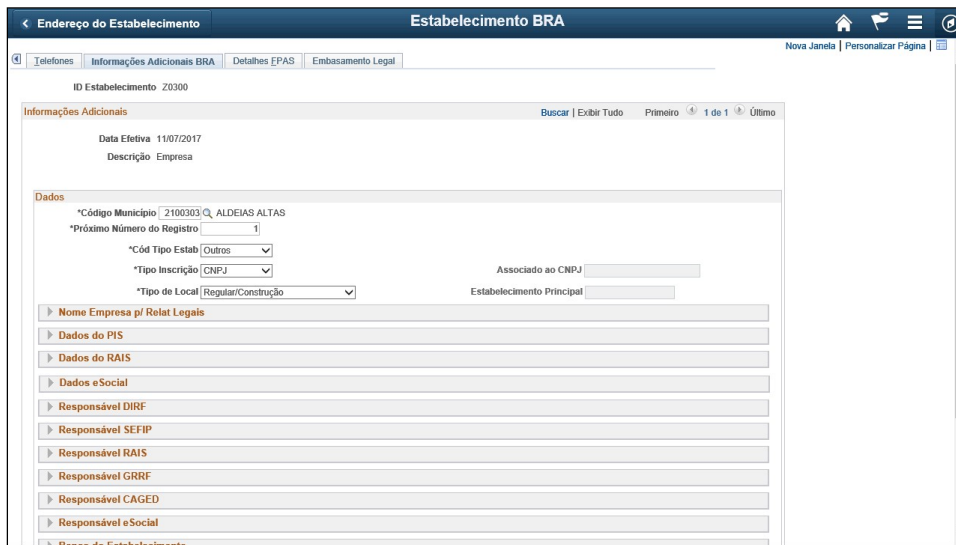 Endereço do Estabelecimento
Estabelecimento BRA
Nova Janela | Personalizar Página |
Telefones
Informações Adicionais BRA
Detalhes FPAS
Embasamento Legal
ID Estabelecimento Z0300
Informações Adicionais
Buscar | Exibir Tudo
Primeiro 1 de 1 Último
Data Efetiva 11/07/2017
Descrição Empresa
Dados
*Código Município 2100303 ALDEIAS ALTAS
*Próximo Número do Registro 1
*Cód Tipo Estab Outros
*Tipo Inscrição CNPJ
Associado ao CNPJ
*Tipo de Local Regular/Construção
Estabelecimento Principal
Nome Empresa p/ Relat Legais
Dados do PIS
Dados do RAIS
Dados eSocial
Responsável DIRF
Responsável SEFIP
Responsável RAIS
Responsável GRRF
Responsável CAGED
Responsável eSocial